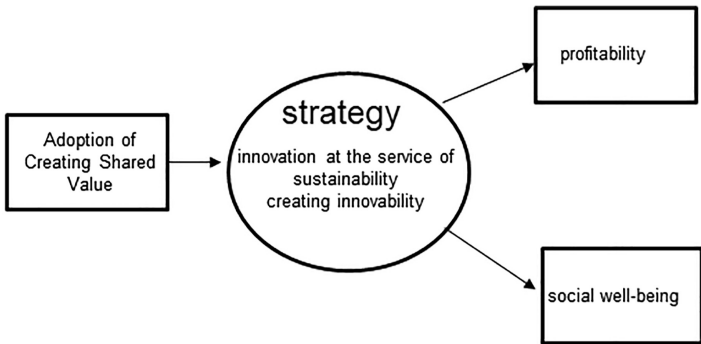 Adoption of
Creating Shared
Value
strategy
innovation at the service of
sustainability
creating innovability
profitability
social well-being